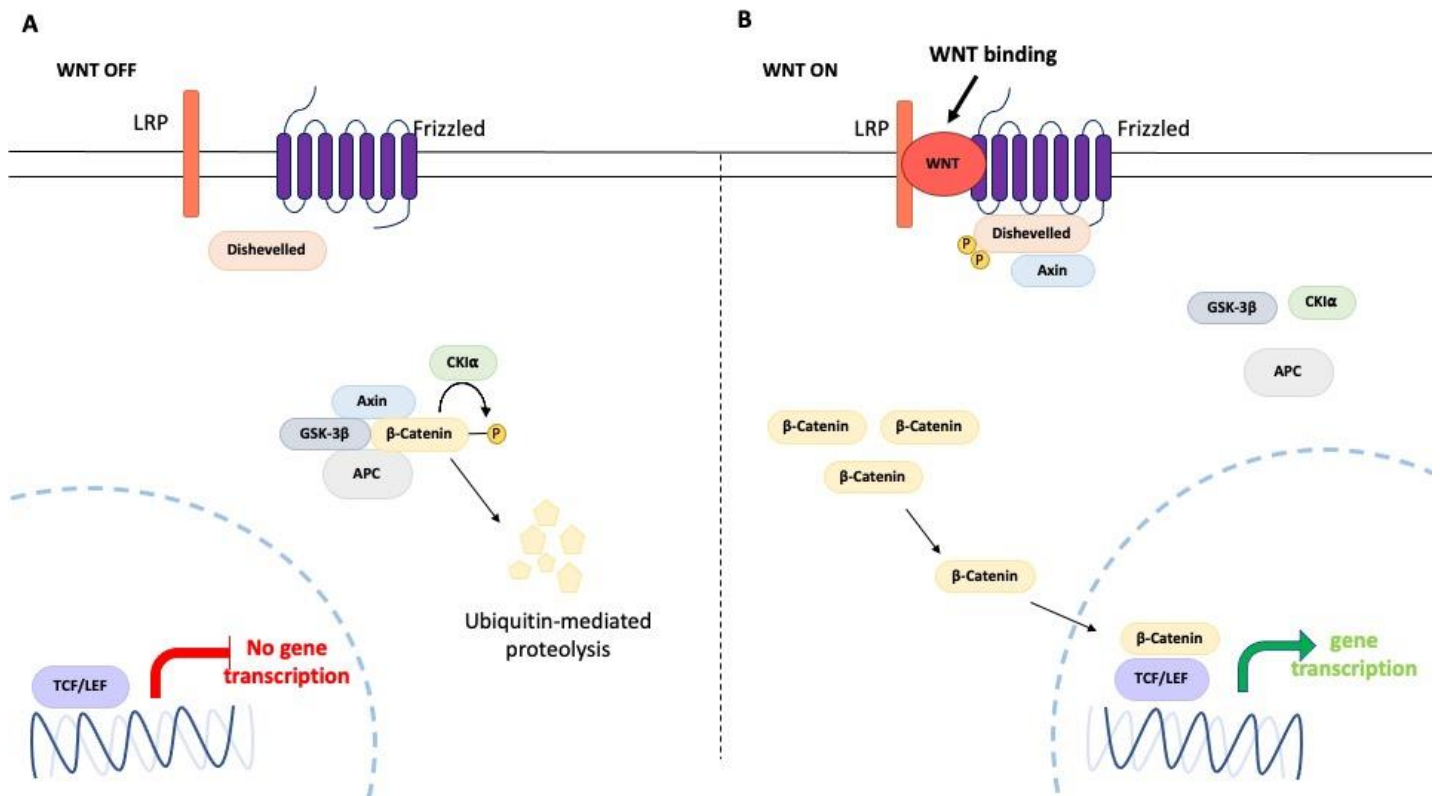 A
WNT OFF
LRP
Frizzled
Dishevelled
CKIα
Axin
GSK-3β
β-Catenin
P
APC
Ubiquitin-mediated
proteolysis
No gene
transcription
TCF/LEF
B
WNT ON
WNT binding
LRP
WNT
Frizzled
Dishevelled
P
P
Axin
GSK-3β
CKIα
APC
β-Catenin
β-Catenin
β-Catenin
β-Catenin
β-Catenin
TCF/LEF
gene
transcription